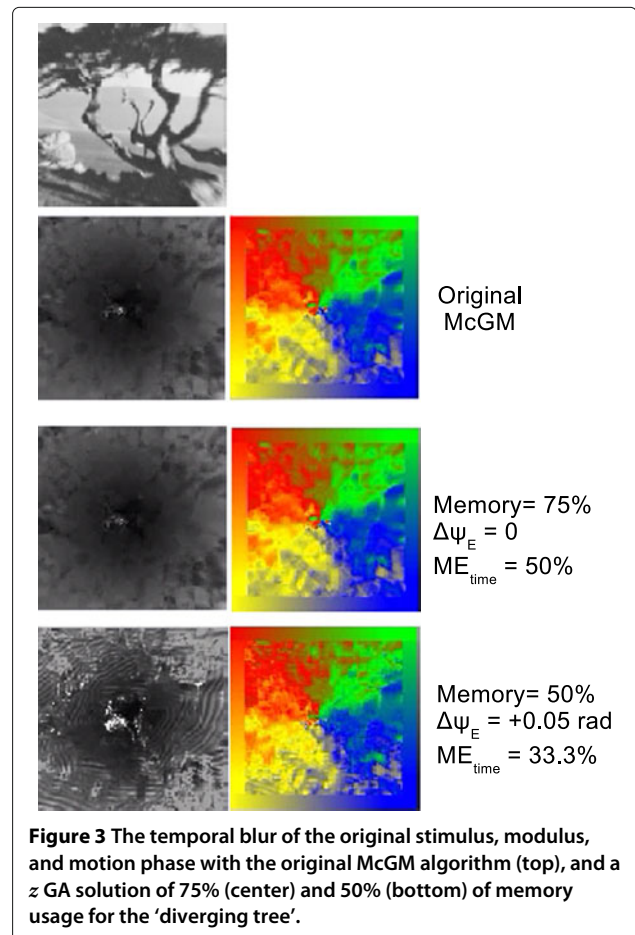 Original
McGM
Memory= 75%
Δψ_E = 0
ME_time = 50%
Memory= 50%
Δψ_E = +0.05 rad
ME_time = 33.3%
Figure 3 The temporal blur of the original stimulus, modulus,
and motion phase with the original McGM algorithm (top), and a
z GA solution of 75% (center) and 50% (bottom) of memory
usage for the ‘diverging tree’.